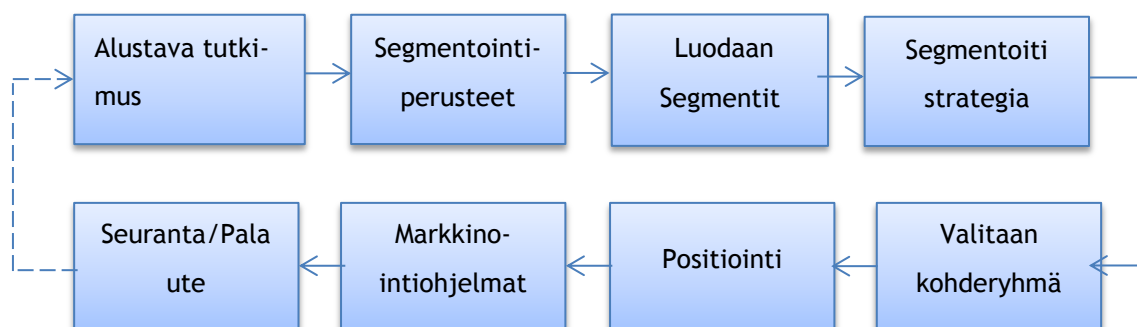 Alustava tutki-
mus
Segmentointi-
perusteet
Luodaan
Segmentit
Segmentoiti
strategia
Seuranta/Pala
ute
Markkino-
intiohjelmat
Positiointi
Valitaan
kohderyhmä